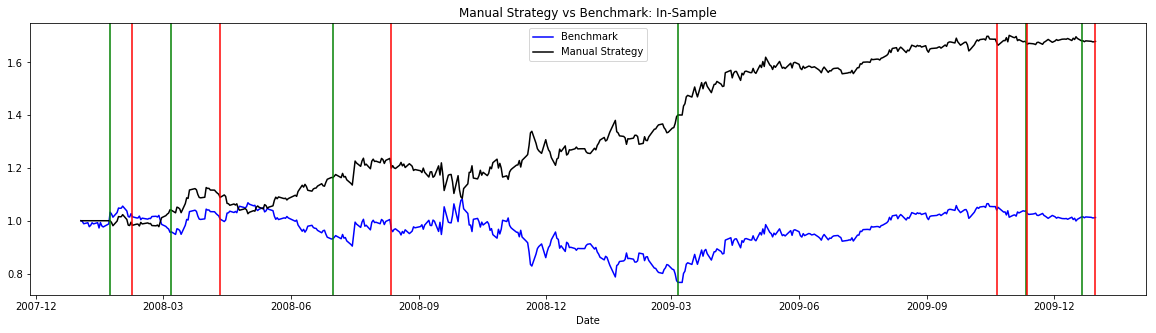 Manual Strategy vs Benchmark: In-Sample
Benchmark
Manual Strategy
1.6
1.4
1.2
1.0
0.8
2007-12 2008-03 2008-06 2008-09 2008-12 2009-03 2009-06 2009-09 2009-12
Date